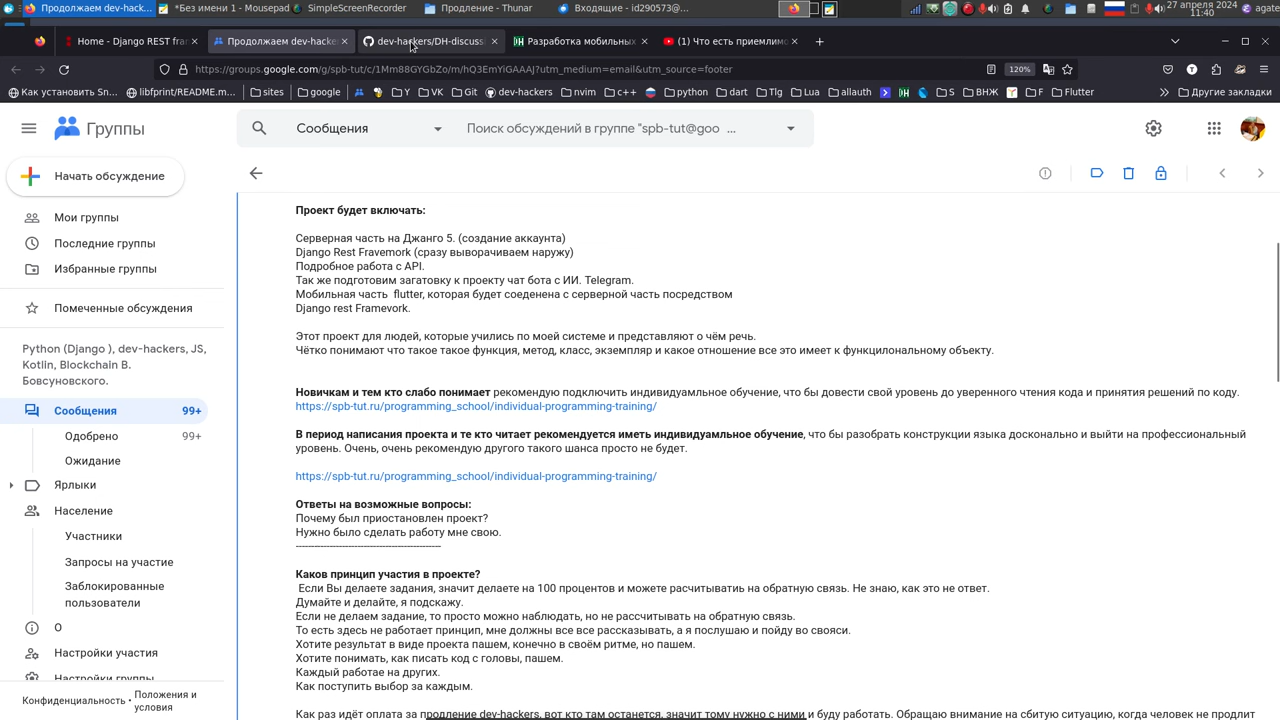 Продолжаем dev-hack...
*Без имени 1 - Mousepad
SimpleScreenRecorder
Продление - Thunar
Входящие - id290573@...
27 апреля 2024
11:40
agate
Home - Django REST fra
Продолжаем dev-hacke
dev-hackers/DH-discuss
Разработка мобильных
(1) Что есть приемлимо
https://groups.google.com/g/spb-tut/c/1Mm88GYGbZo/m/hQ3EmYiGAAAJ?utm_medium=email&utm_source=footer
120%
Как установить Sn...
libfprint/README.m...
sites
google
Y
VK
Git
dev-hackers
nvim
c++
python
dart
Tlg
Lua
allautth
S
ВНЖ
F
Flutter
Другие закладки
Группы
Сообщения
Поиск обсуждений в группе "spb-tut@goo ...
Начать обсуждение
Мои группы
Последние группы
Избранные группы
Помеченные обсуждения
Python (Django ), dev-hackers, JS,
Kotlin, Blockchain В.
Бовсуновского.
Сообщения 99+
Одобрено 99+
Ожидание
Ярлыки
Население
Участники
Запросы на участие
Заблокированные
пользователи
О
Настройки участия
Настройки группы
Конфиденциальность • Положения и
условия
Проект будет включать:
Серверная часть на Джанго 5. (создание аккаунта)
Django Rest Fravemork (сразу выворачиваем наружу)
Подробное работа с API.
Так же подготовим загатовку к проекту чат бота с ИИ. Telegram.
Мобильная часть flutter, которая будет соеденена с серверной часть посредством
Django rest Framevork.
Этот проект для людей, которые учились по моей системе и представляют о чём речь.
Чётко понимают что такое такое функция, метод, класс, экземпляр и какое отношение все это имеет к функцилональному объекту.
Новичкам и тем кто слабо понимает рекомендую подключить индивидуамльное обучение, что бы довести свой уровень до уверенного чтения кода и принятия решений по коду.
https://spb-tut.ru/programming_school/individual-programming-training/
В период написания проекта и те кто читает рекомендуется иметь индивидуамльное обучение, что бы разобрать конструкции языка досконально и выйти на профессиональный
уровень. Очень, очень рекомендую другого такого шанса просто не будет.
https://spb-tut.ru/programming_school/individual-programming-training/
Ответы на возможные вопросы:
Почему был приостановлен проект?
Нужно было сделать работу мне свою.
------------------------------------------------
Каков принцип участия в проекте?
Если Вы делаете задания, значит делаете на 100 процентов и можете расчитыватиь на обратную связь. Не знаю, как это не ответ.
Думайте и делайте, я подскажу.
Если не делаем задание, то просто можно наблюдать, но не рассчитывать на обратную связь.
То есть здесь не работает принцип, мне должны все все рассказывать, а я послушаю и пойду во свояси.
Хотите результат в виде проекта пашем, конечно в своём ритме, но пашем.
Хотите понимать, как писать код с головы, пашем.
Каждый работае на других.
Как поступить выбор за каждым.
Как раз идёт оплата за продление dev-hackers, вот кто там останется, значит тому нужно с ними и буду работать. Обращаю внимание на сбитую ситуацию, когда человек не продлит